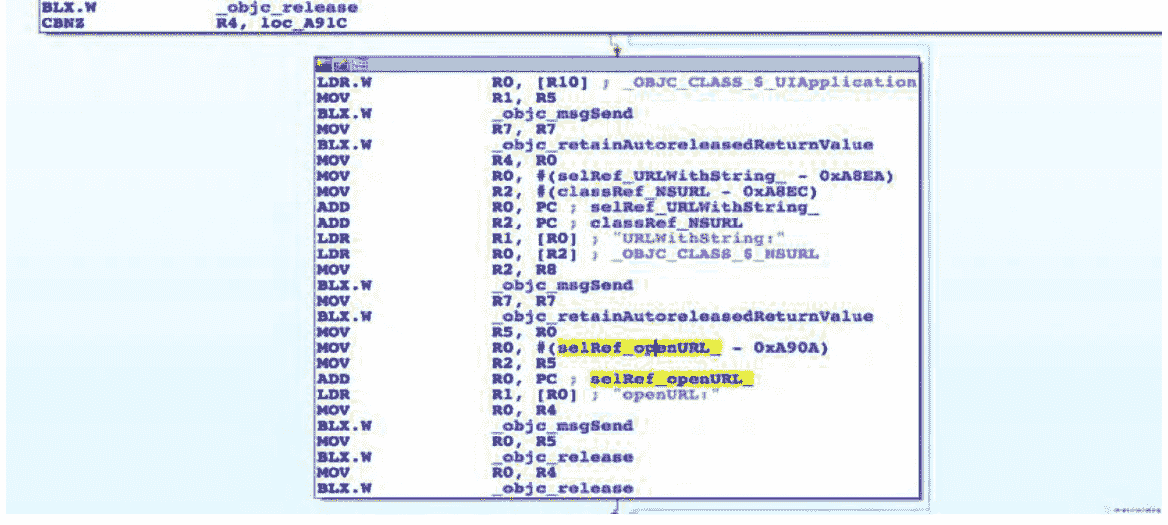 BLX.W _objc_release
CBNZ R4, loc_A91C
LDR.W R0, [R10] ; _OBJC_CLASS_$_UIApplication
MOV R1, R5
BLX.W _objc_msgSend
MOV R7, R7
BLX.W _objc_retainAutoreleasedReturnValue
MOV R4, R0
MOV R0, #(selRef_URLWithString_ - 0xA8EA)
MOV R2, #(classRef_NSURL - 0xA8EC)
ADD R0, PC ; selRef_URLWithString_
ADD R2, PC ; classRef_NSURL
LDR R1, [R0] ; "URLWithString:"
LDR R0, [R2] ; _OBJC_CLASS_$_NSURL
MOV R2, R8
BLX.W _objc_msgSend
MOV R7, R7
BLX.W _objc_retainAutoreleasedReturnValue
MOV R5, R0
MOV R0, #(selRef_openURL_ - 0xA90A)
MOV R2, R5
ADD R0, PC ; selRef_openURL_
LDR R1, [R0] ; "openURL:"
MOV R0, R4
BLX.W _objc_msgSend
MOV R0, R5
BLX.W _objc_release
MOV R0, R4
BLX.W _objc_release